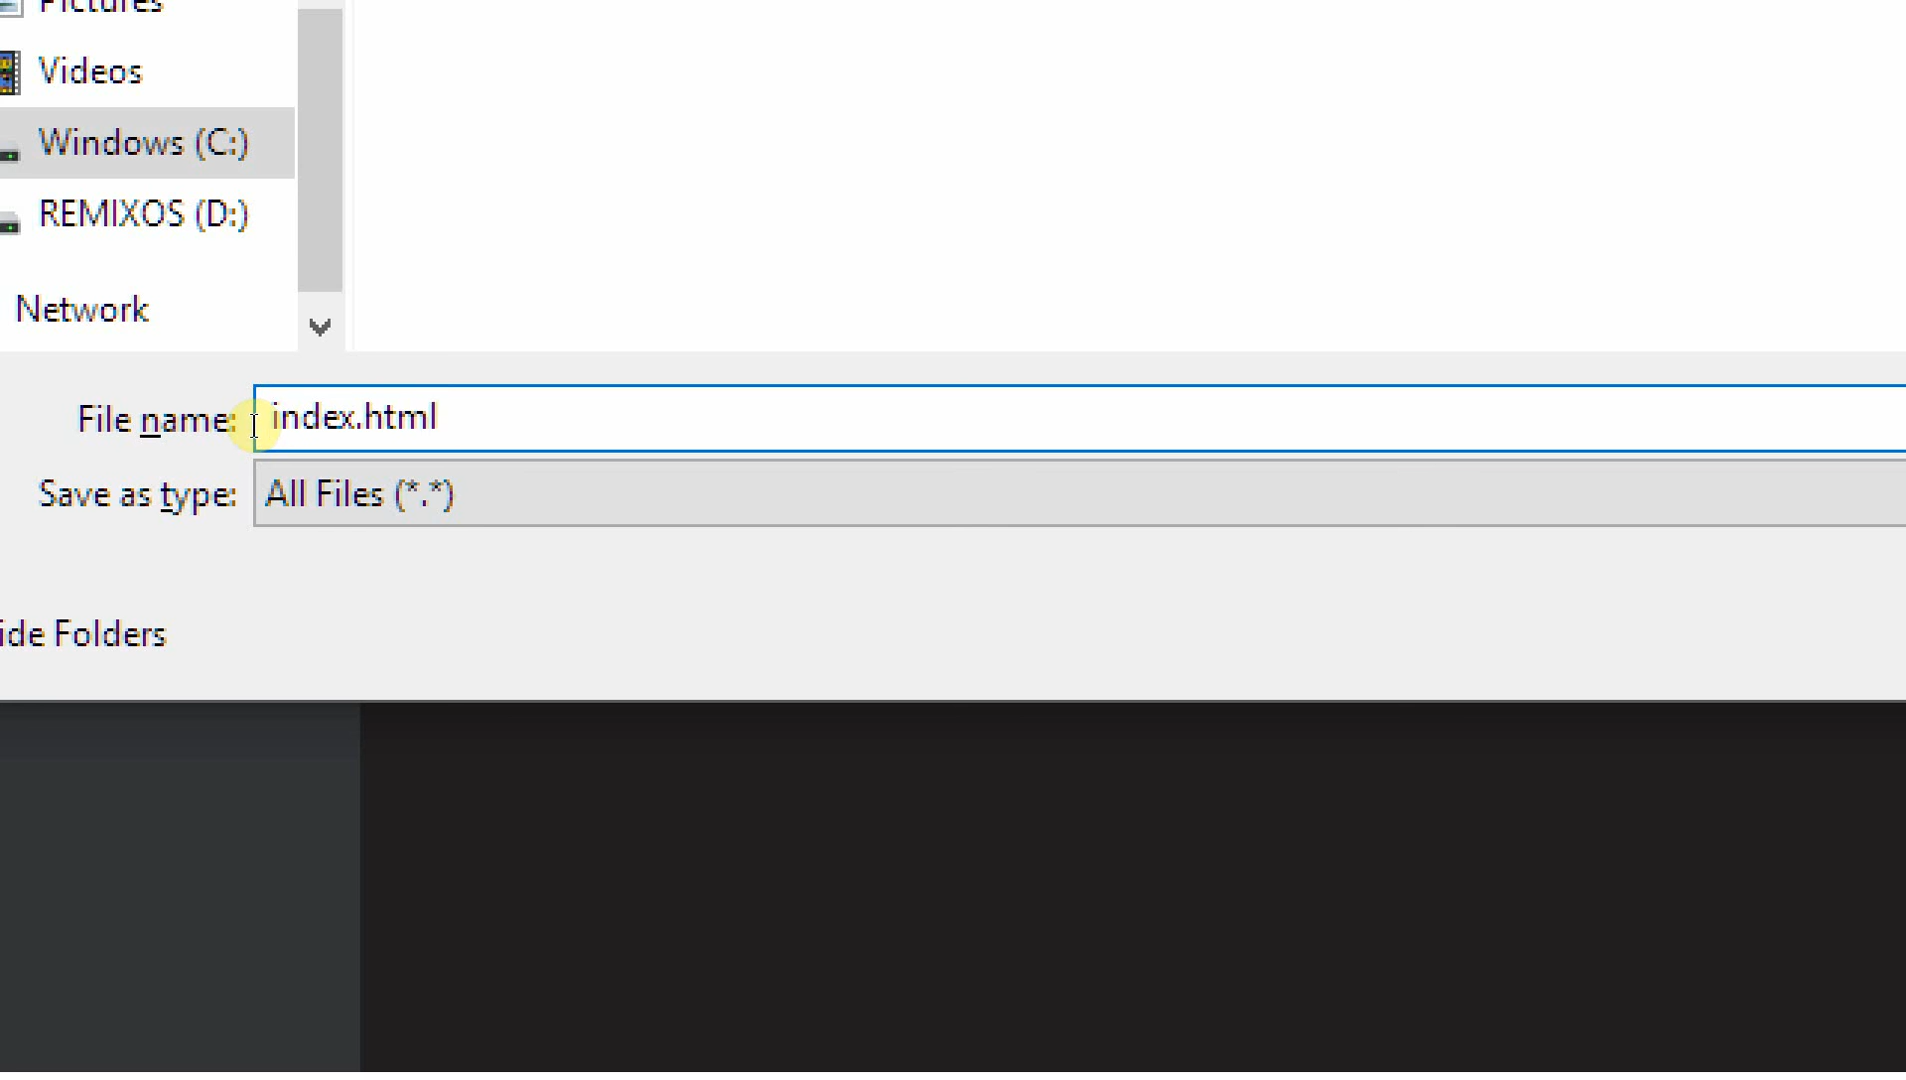 Pictures
Videos
Windows (C:)
REMIXOS (D:)
Network
File name: index.html
Save as type: All Files (*.*)
ide Folders